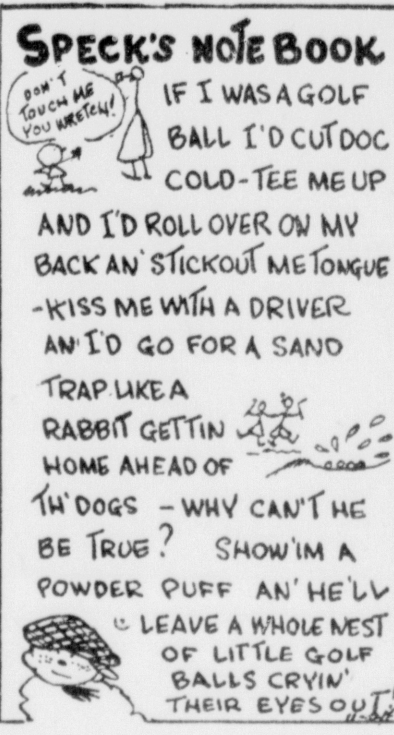 SPECK'S NOTE BOOK
DON'T
TOUCH ME
YOU WRETCH!
IF I WAS A GOLF
BALL I'D CUT DOC
COLD-TEE ME UP
AND I'D ROLL OVER ON MY
BACK AN' STICKOUT ME TONGUE
-KISS ME WITH A DRIVER
AN' I'D GO FOR A SAND
TRAP LIKE A
RABBIT GETTIN
HOME AHEAD OF
TH' DOGS - WHY CAN'T HE
BE TRUE? SHOW 'IM A
POWDER PUFF AN' HE'LL
LEAVE A WHOLE NEST
OF LITTLE GOLF
BALLS CRYIN'
THEIR EYES OUT!